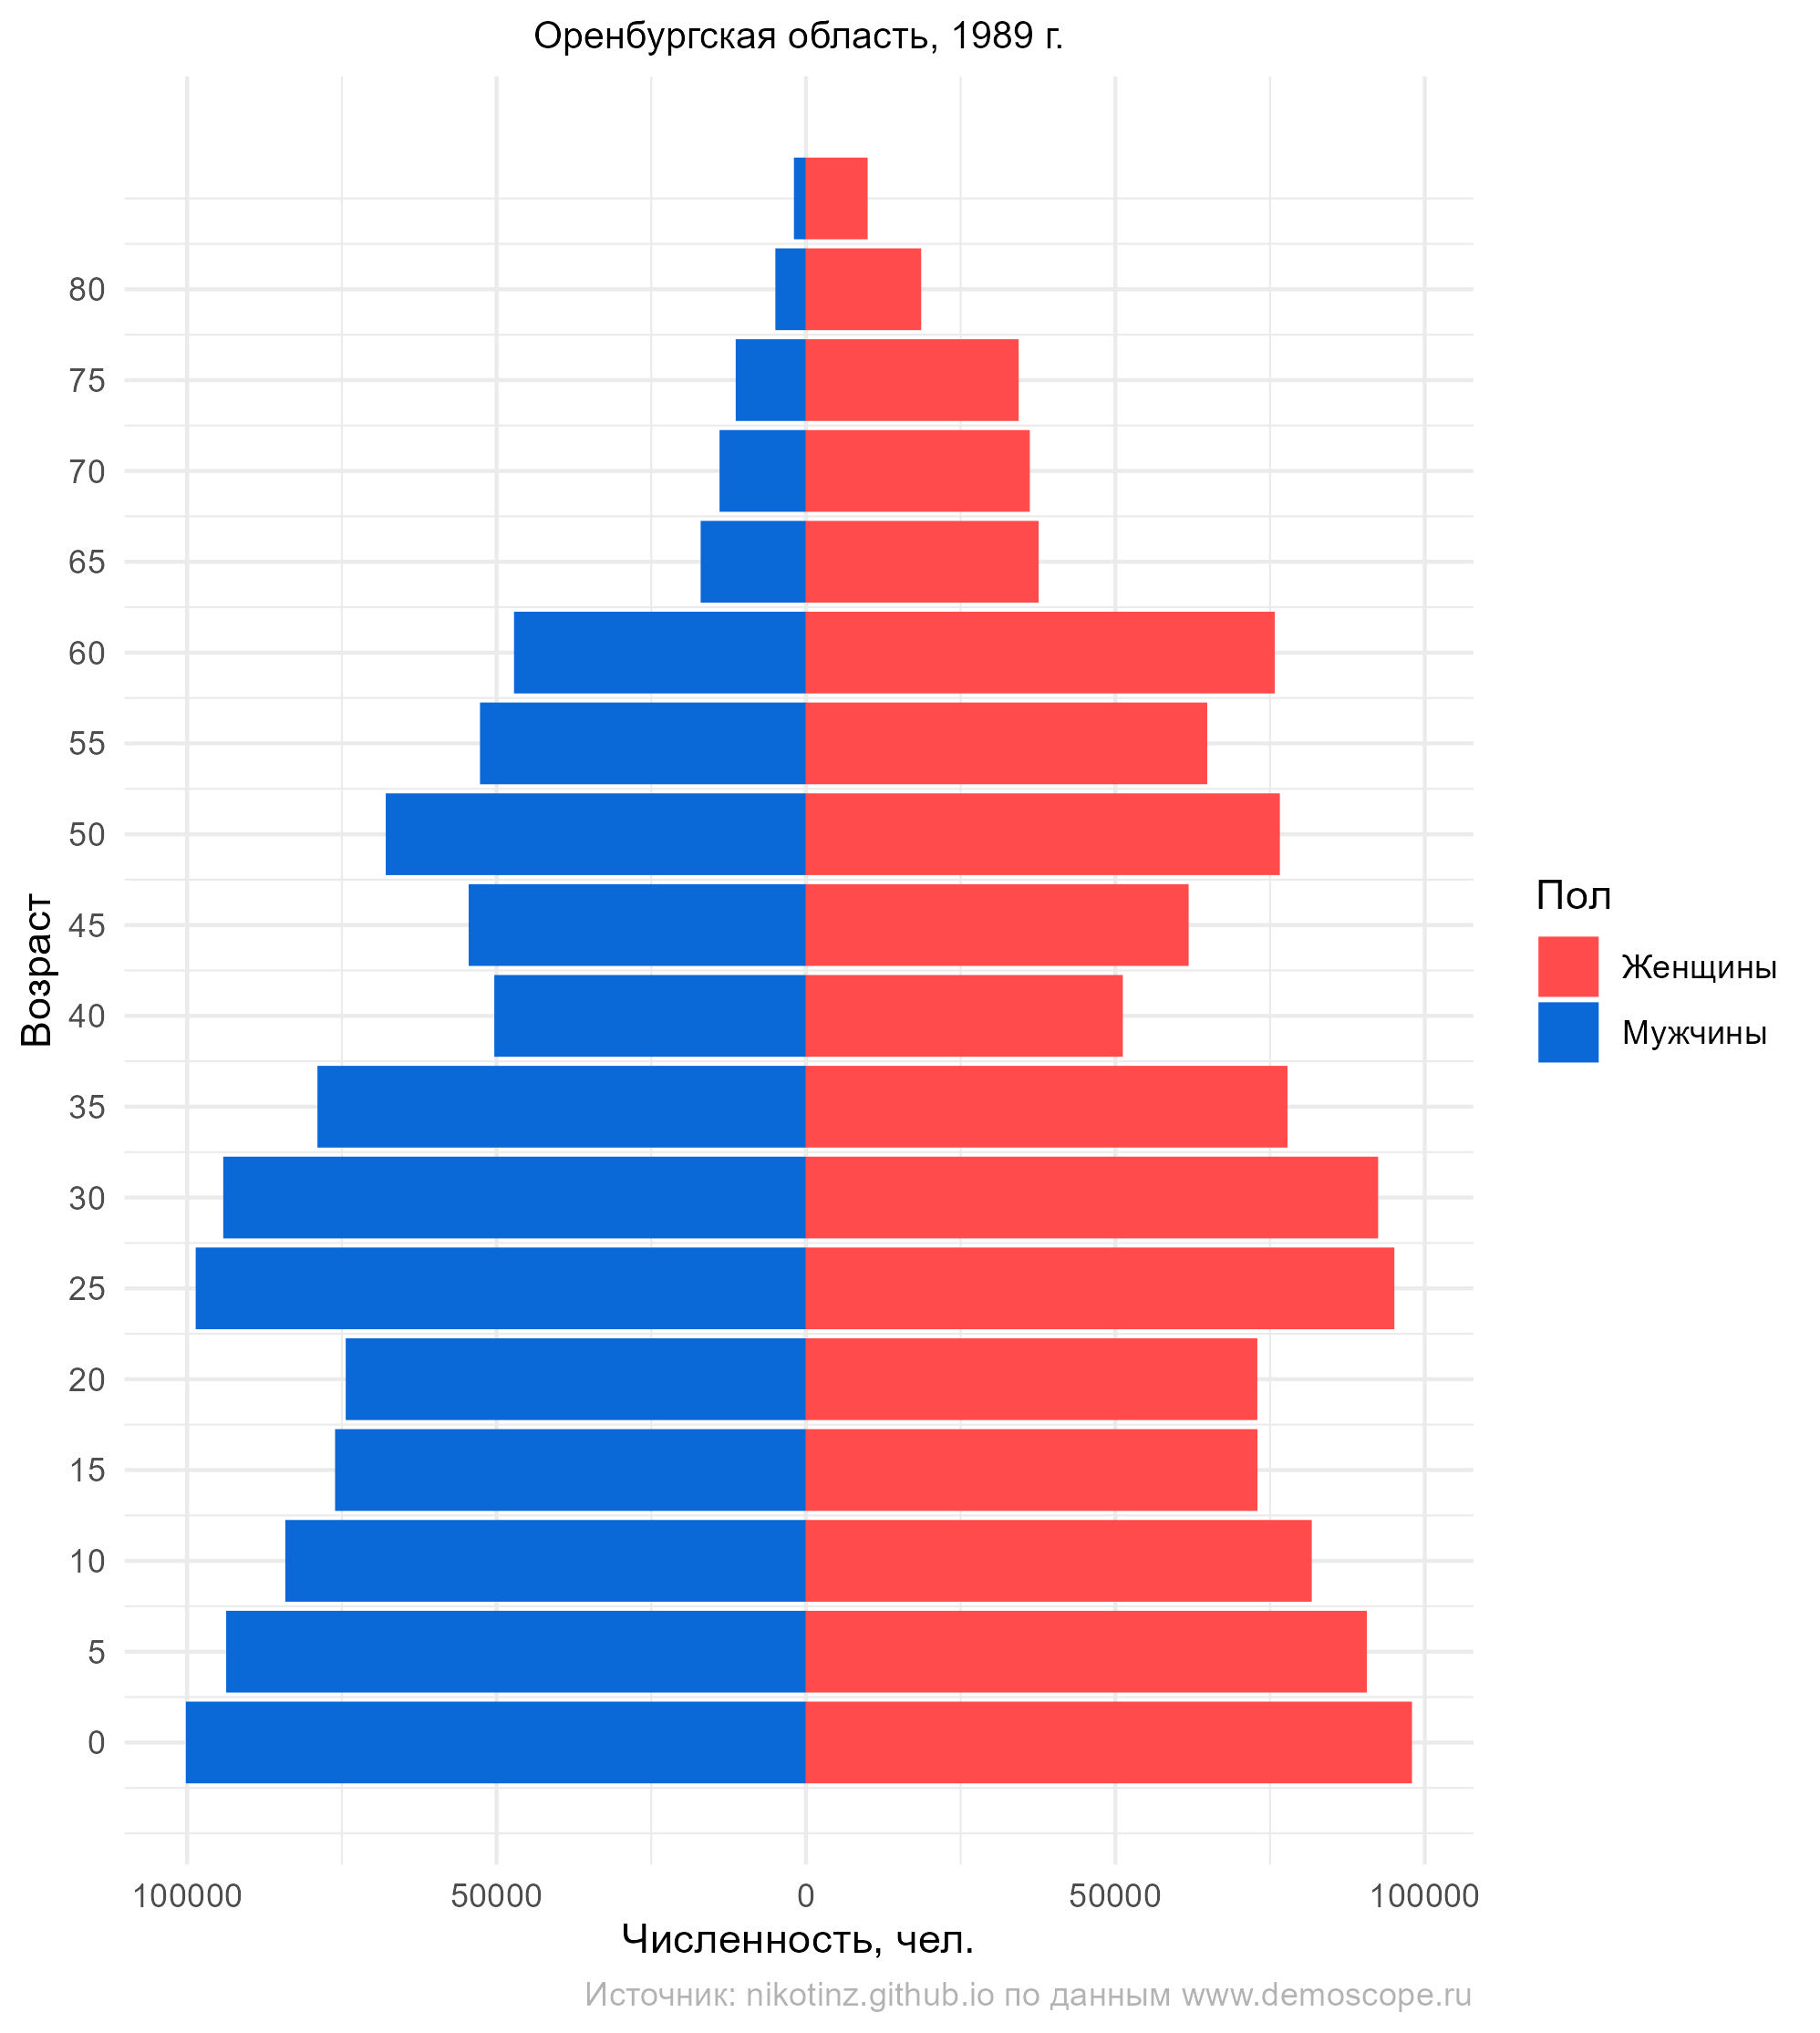 Оренбургская область, 1989 г.
80
75
70
65
60
55
50
45
40
35
30
25
20
15
10
5
0
Возраст
100000 50000 0 50000 100000
Численность, чел.
Пол
Женщины
Мужчины
Источник: nikotinz.github.io по данным www.demoscope.ru